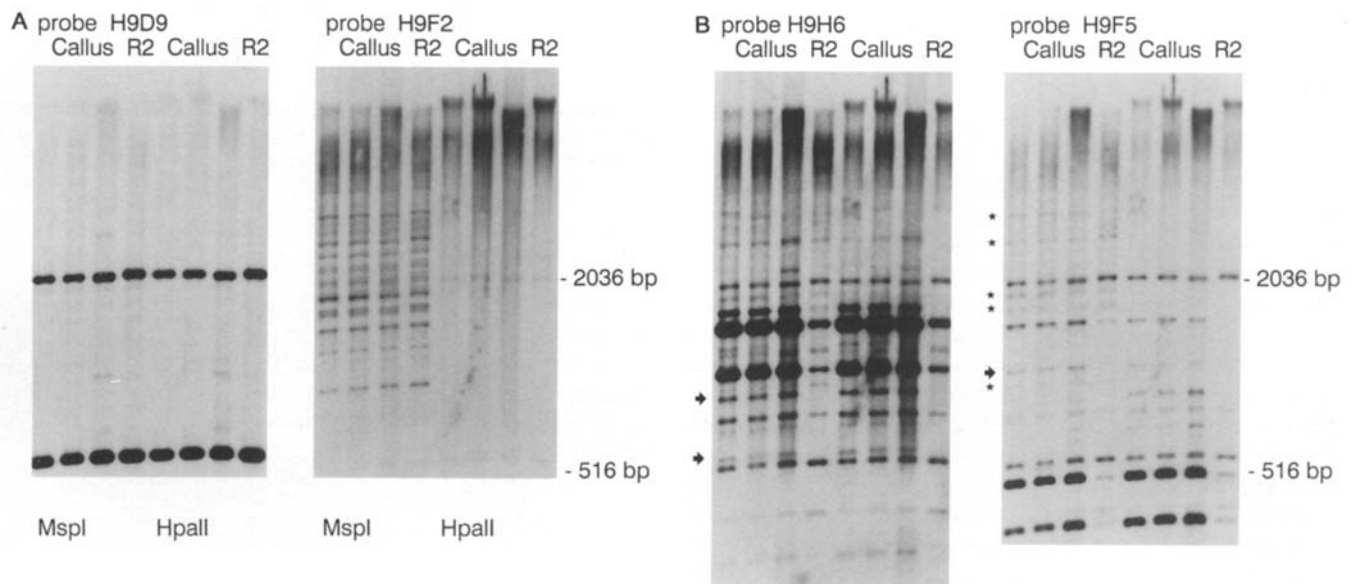 A probe H9D9 probe H9F2 B probe H9H6 probe H9F5
Callus R2 Callus R2 Callus R2 Callus R2 Callus R2 Callus R2 Callus R2 Callus R2
- 2036 bp - 2036 bp
- 516 bp - 516 bp
MspI HpaII MspI HpaII